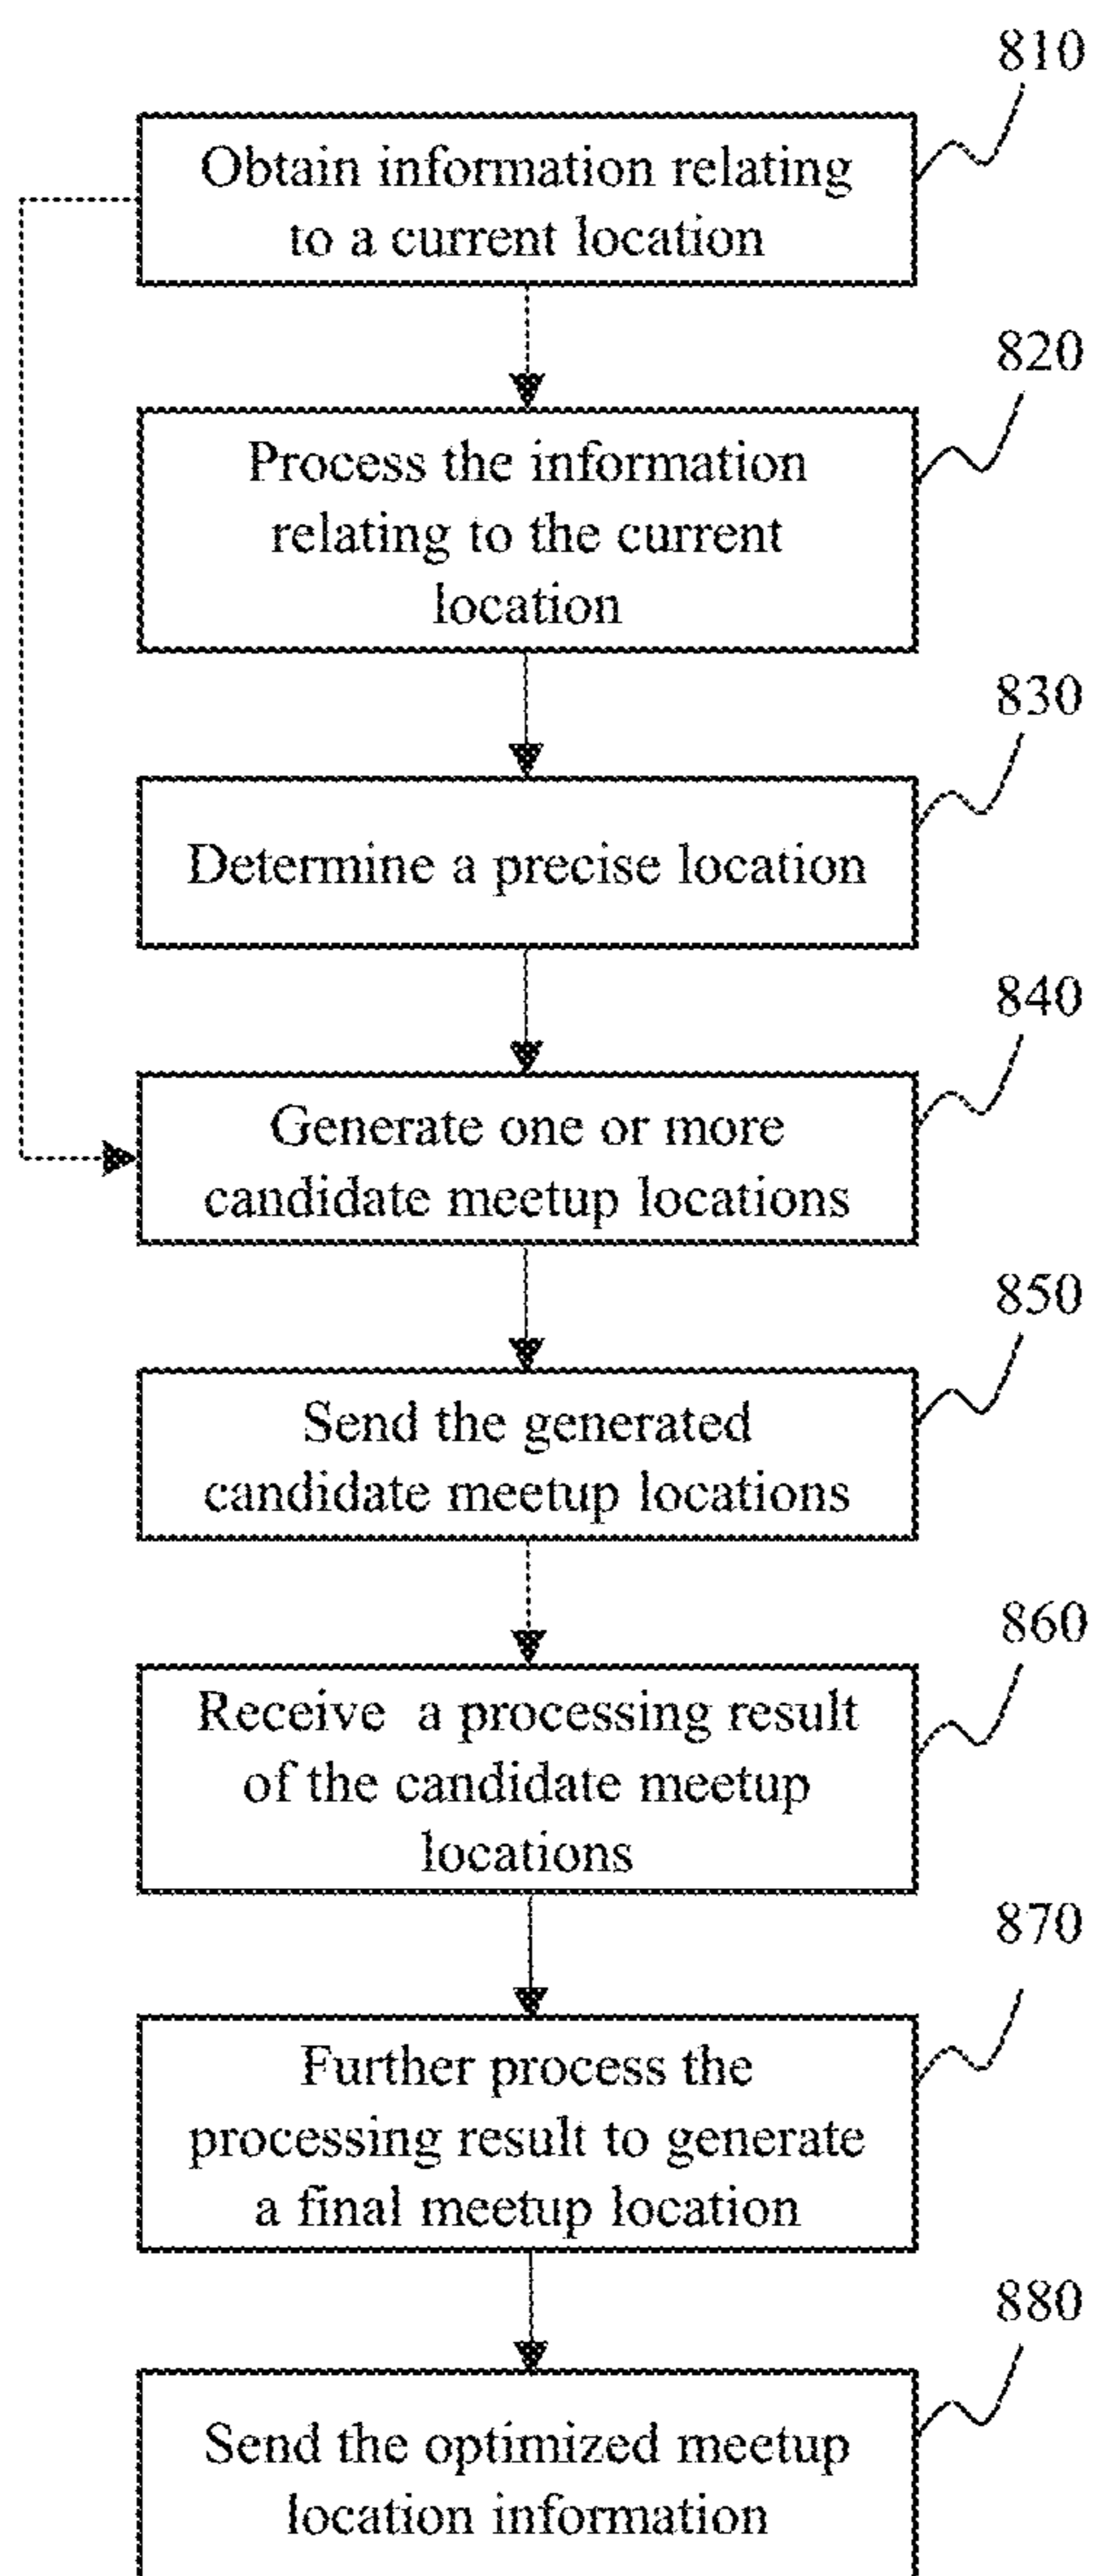 810
Obtain information relating
to a current location
820
Process the information
relating to the current
location
830
Determine a precise location
840
Generate one or more
candidate meetup locations
850
Send the generated
candidate meetup locations
860
Receive a processing result
of the candidate meetup
locations
870
Further process the
processing result to generate
a final meetup location
880
Send the optimized meetup
location information